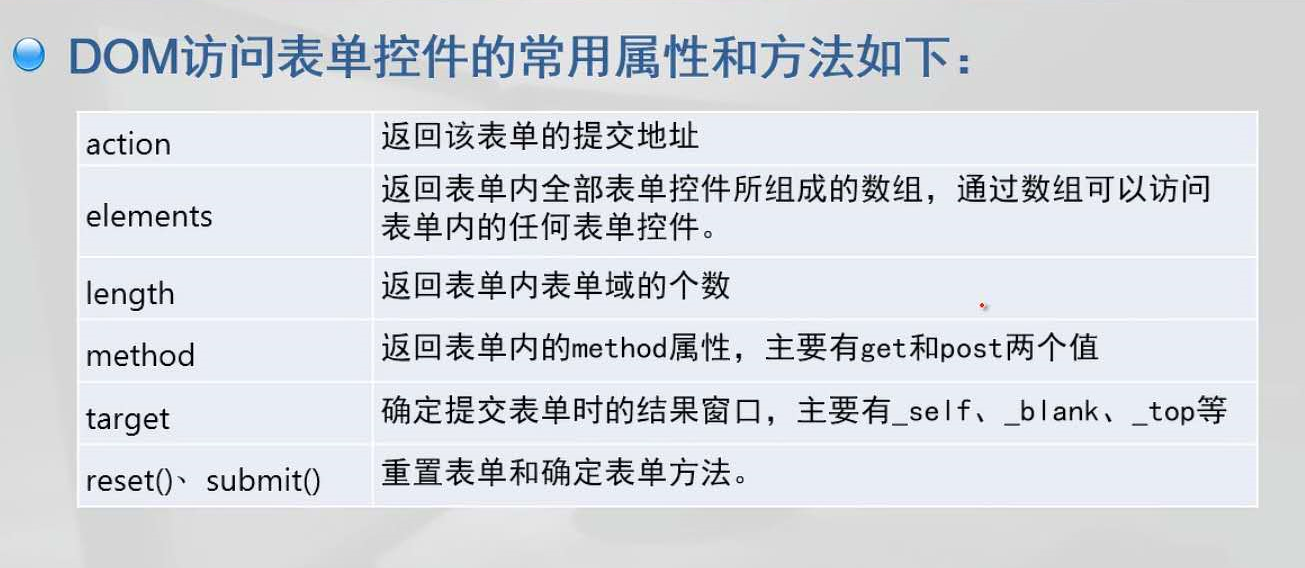 DOM访问表单控件的常用属性和方法如下：
action
返回该表单的提交地址
elements
返回表单内全部表单控件所组成的数组，通过数组可以访问
表单内的任何表单控件。
length
返回表单内表单域的个数
method
返回表单内的method属性，主要有get和post两个值
target
确定提交表单时的结果窗口，主要有_self、_blank、_top等
reset()、submit()
重置表单和确定表单方法。